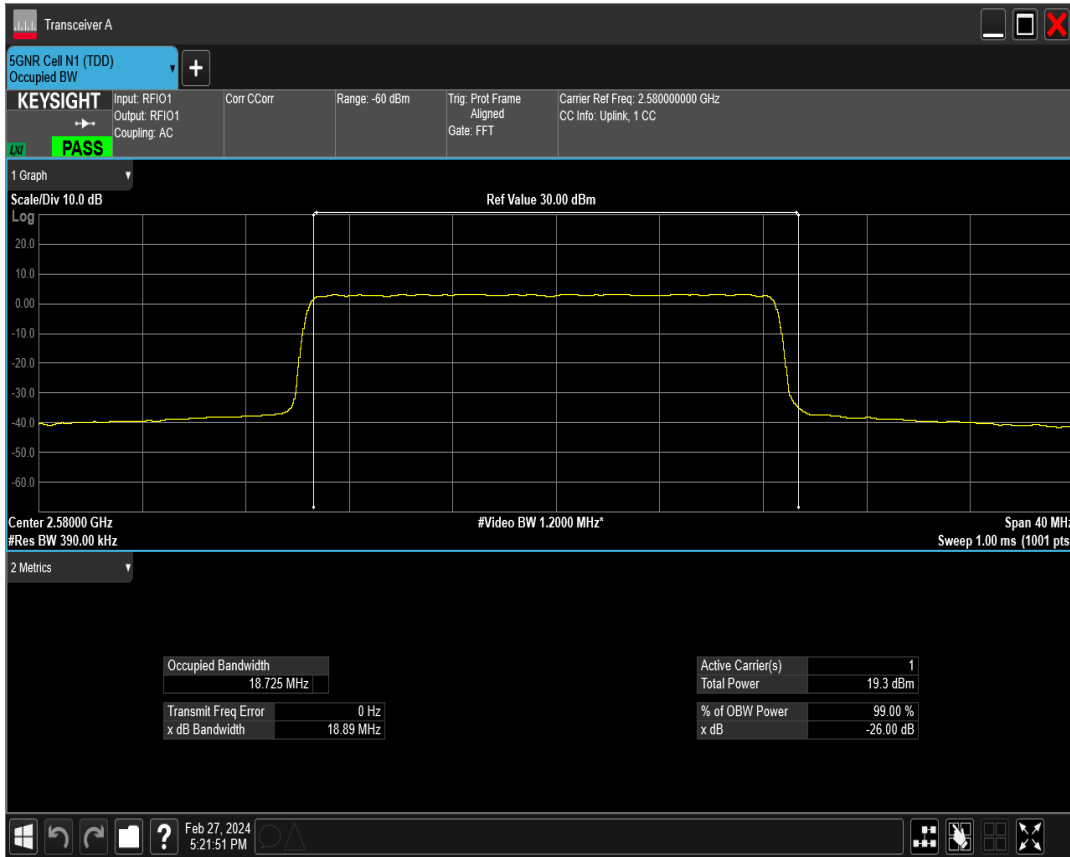 Transceiver A
5GNR Cell N1 (TDD)
Occupied BW
+
KEYSIGHT
LXI
PASS
Input: RFIO1
Output: RFIO1
Coupling: AC
Corr CCorr
Range: -60 dBm
Trig: Prot Frame
Aligned
Gate: FFT
Carrier Ref Freq: 2.580000000 GHz
CC Info: Uplink, 1 CC
1 Graph
Scale/Div 10.0 dB
Ref Value 30.00 dBm
Log
20.0
10.0
0.00
-10.0
-20.0
-30.0
-40.0
-50.0
-60.0
Center 2.58000 GHz
#Video BW 1.2000 MHz*
Span 40 MHz
#Res BW 390.00 kHz
Sweep 1.00 ms (1001 pts
2 Metrics
Occupied Bandwidth
18.725 MHz
Transmit Freq Error 0 Hz
x dB Bandwidth 18.89 MHz
Active Carrier(s) 1
Total Power 19.3 dBm
% of OBW Power 99.00 %
x dB -26.00 dB
?
Feb 27, 2024
5:21:51 PM